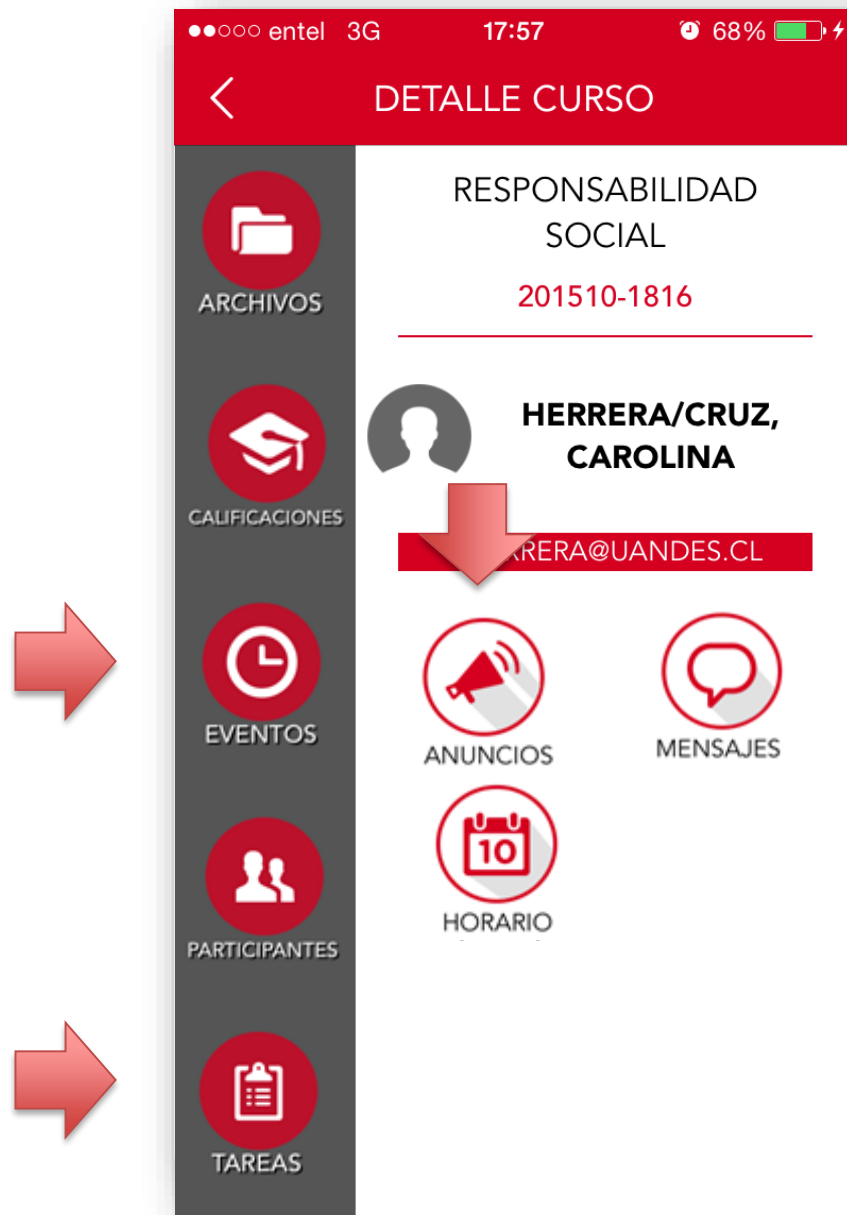 entel 3G 17:57 68%
DETALLE CURSO
RESPONSABILIDAD
SOCIAL
201510-1816
HERRERA/CRUZ,
CAROLINA
RRERA@UANDES.CL
ARCHIVOS
CALIFICACIONES
EVENTOS
PARTICIPANTES
TAREAS
ANUNCIOS
MENSAJES
10
HORARIO